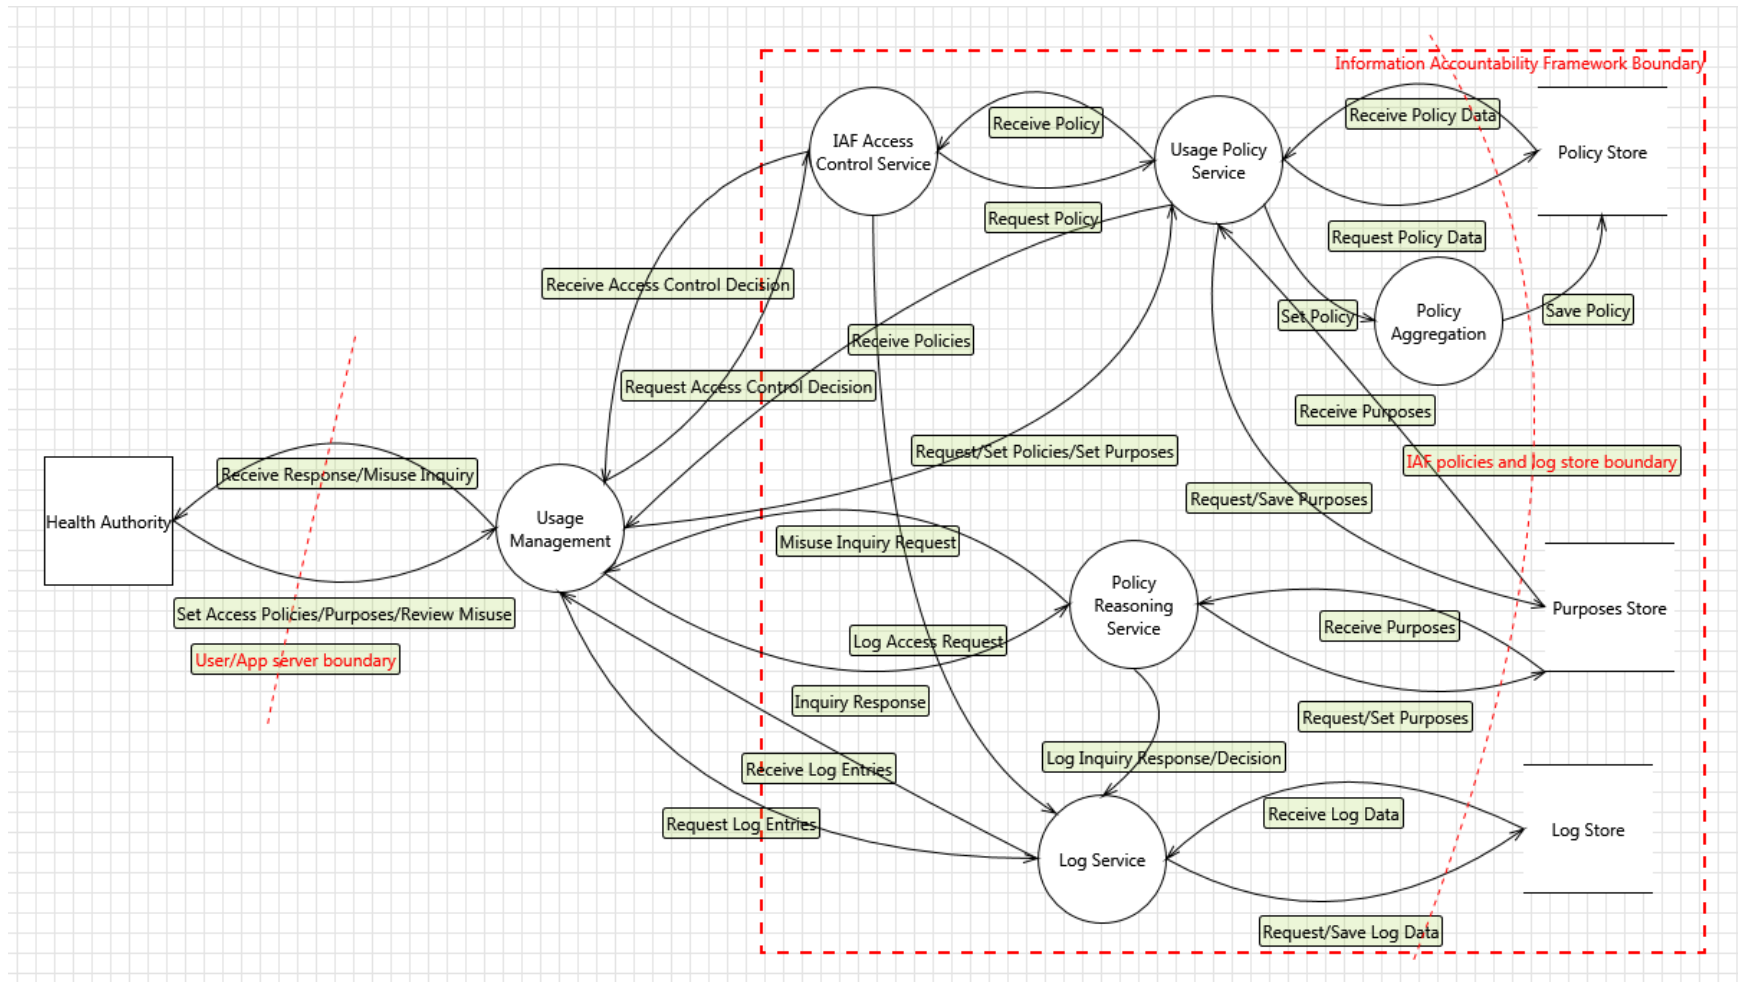 Information Accountability Framework Boundary
Receive Policy
Receive Policy Data
IAF Access
Control Service
Usage Policy
Service
Policy Store
Request Policy
Request Policy Data
Receive Access Control Decision
Set Policy
Policy
Aggregation
Save Policy
Receive Policies
Request Access Control Decision
Receive Purposes
Request/Set Policies/Set Purposes
IAF policies and log store boundary
Receive Response/Misuse Inquiry
Request/Save Purposes
Health Authority
Usage
Management
Misuse Inquiry Request
Policy
Reasoning
Service
Purposes Store
Set Access Policies/Purposes/Review Misuse
Log Access Request
Receive Purposes
User/App server boundary
Inquiry Response
Request/Set Purposes
Receive Log Entries
Log Inquiry Response/Decision
Request Log Entries
Receive Log Data
Log Store
Log Service
Request/Save Log Data